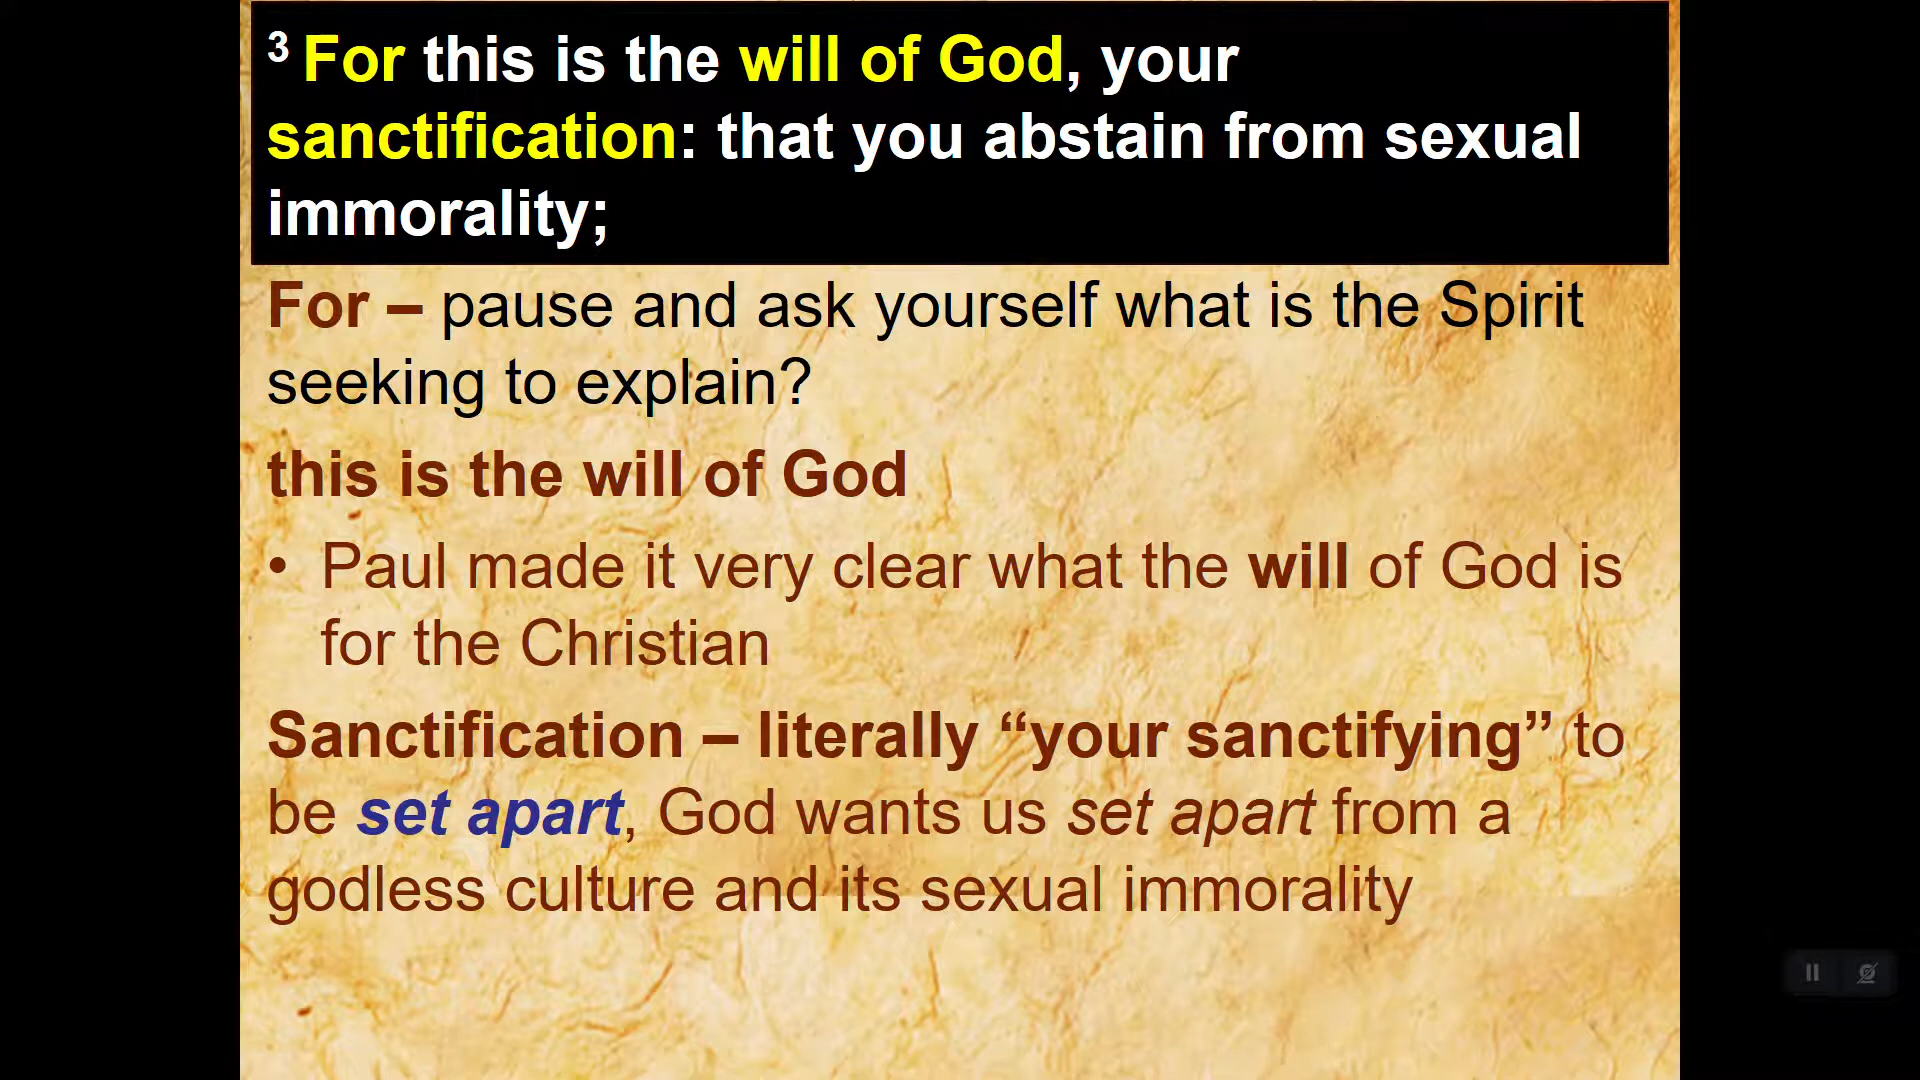 3 For this is the will of God, your
sanctification: that you abstain from sexual
immorality;
For – pause and ask yourself what is the Spirit
seeking to explain?
this is the will of God
• Paul made it very clear what the will of God is
for the Christian
Sanctification – literally “your sanctifying” to
be set apart, God wants us set apart from a
godless culture and its sexual immorality